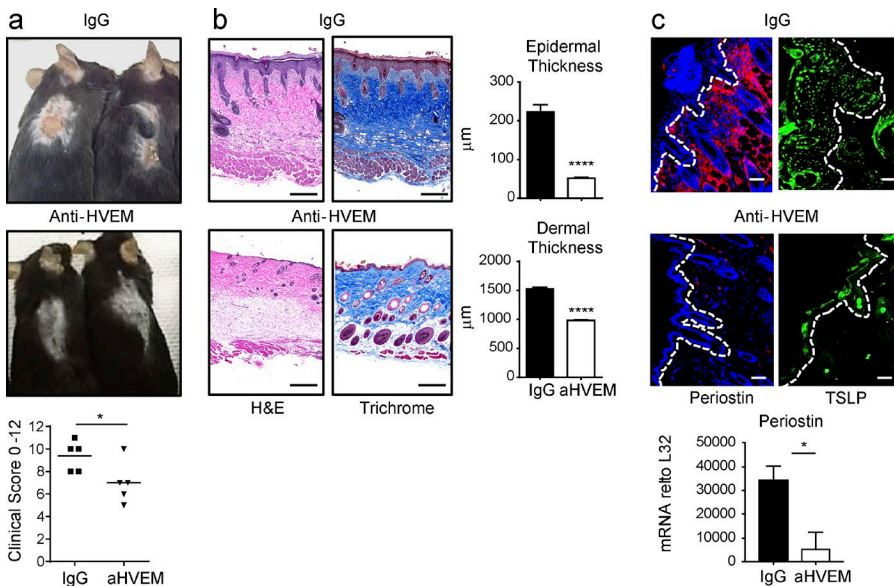 a
IgG
Anti-HVEM
Clinical Score 0 -12
12
10
8
6
4
2
0
*
IgG
aHVEM
b
IgG
Anti-HVEM
H&E
Trichrome
Epidermal
Thickness
µm
300
200
100
0
****
Dermal
Thickness
µm
2000
1500
1000
500
0
****
IgG aHVEM
c
IgG
Anti-HVEM
Periostin
TSLP
Periostin
mRNA relto L32
50000
40000
30000
20000
10000
0
*
IgG aHVEM